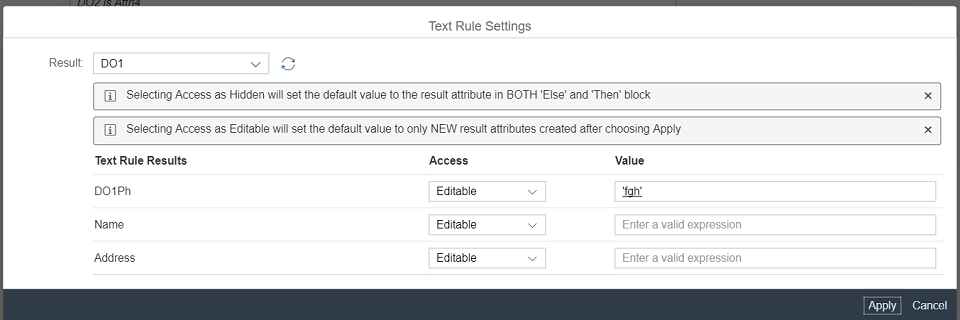 DO2 is Attri4
Text Rule Settings
Result: DO1
Selecting Access as Hidden will set the default value to the result attribute in BOTH 'Else' and 'Then' block
Selecting Access as Editable will set the default value to only NEW result attributes created after choosing Apply
Text Rule Results Access Value
DO1Ph Editable 'fgh'
Name Editable Enter a valid expression
Address Editable Enter a valid expression
Apply Cancel